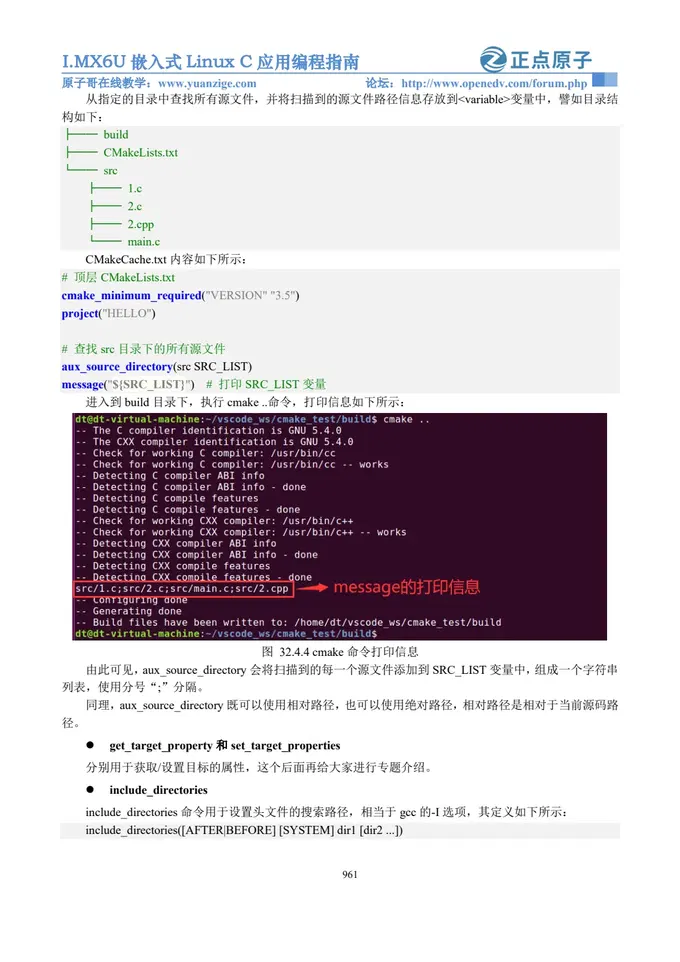 I.MX6U 嵌入式 Linux C 应用编程指南
正点原子
原子哥在线教学：www.yuanzige.com 论坛：http://www.openedv.com/forum.php
从指定的目录中查找所有源文件，并将扫描到的源文件路径信息存放到<variable>变量中，譬如目录结
构如下：
├── build
├── CMakeLists.txt
└── src
├── 1.c
├── 2.c
├── 2.cpp
└── main.c
CMakeCache.txt 内容如下所示：
# 顶层 CMakeLists.txt
cmake_minimum_required("VERSION" "3.5")
project("HELLO")
# 查找 src 目录下的所有源文件
aux_source_directory(src SRC_LIST)
message("${SRC_LIST}") # 打印 SRC_LIST 变量
进入到 build 目录下，执行 cmake ..命令，打印信息如下所示：
dt@dt-virtual-machine:~/vscode_ws/cmake_test/build$ cmake ..
-- The C compiler identification is GNU 5.4.0
-- The CXX compiler identification is GNU 5.4.0
-- Check for working C compiler: /usr/bin/cc
-- Check for working C compiler: /usr/bin/cc -- works
-- Detecting C compiler ABI info
-- Detecting C compiler ABI info - done
-- Detecting C compile features
-- Detecting C compile features - done
-- Check for working CXX compiler: /usr/bin/c++
-- Check for working CXX compiler: /usr/bin/c++ -- works
-- Detecting CXX compiler ABI info
-- Detecting CXX compiler ABI info - done
-- Detecting CXX compile features
-- Detecting CXX compile features - done
src/1.c;src/2.c;src/main.c;src/2.cpp message的打印信息
-- Configuring done
-- Generating done
-- Build files have been written to: /home/dt/vscode_ws/cmake_test/build
dt@dt-virtual-machine:~/vscode_ws/cmake_test/build$
图 32.4.4 cmake 命令打印信息
由此可见，aux_source_directory 会将扫描到的每一个源文件添加到 SRC_LIST 变量中，组成一个字符串
列表，使用分号“;”分隔。
同理，aux_source_directory 既可以使用相对路径，也可以使用绝对路径，相对路径是相对于当前源码路
径。
● get_target_property 和 set_target_properties
分别用于获取/设置目标的属性，这个后面再给大家进行专题介绍。
● include_directories
include_directories 命令用于设置头文件的搜索路径，相当于 gcc 的-I 选项，其定义如下所示：
include_directories([AFTER|BEFORE] [SYSTEM] dir1 [dir2 ...])
961